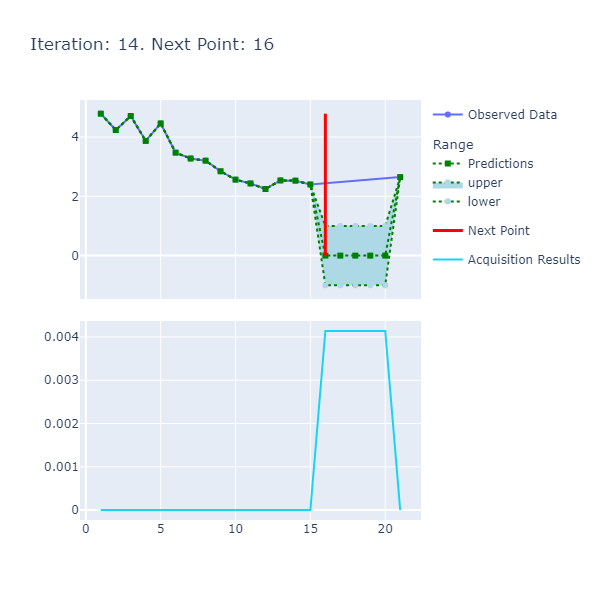 Iteration: 14. Next Point: 16
4
2
0
Observed Data
Range
Predictions
upper
lower
Next Point
Acquisition Results
0.004
0.003
0.002
0.001
0
0
5
10
15
20